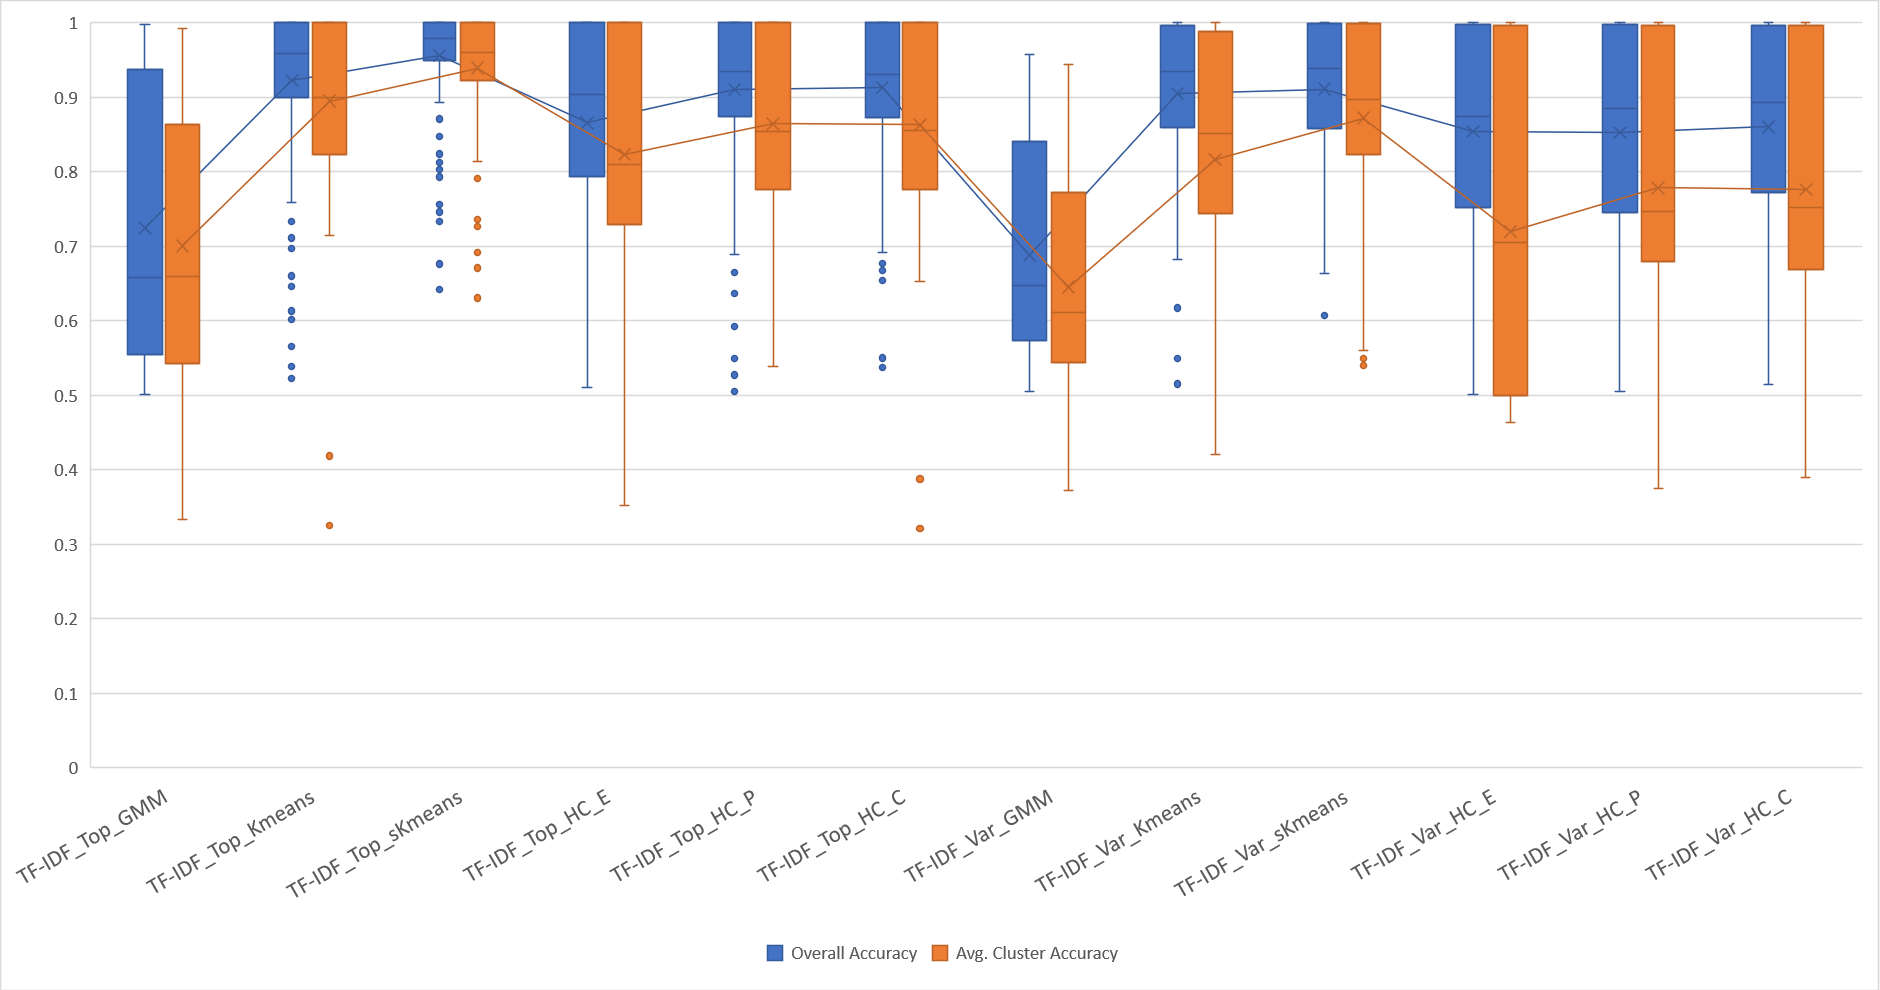 1
0.9
0.8
0.7
0.6
0.5
0.4
0.3
0.2
0.1
0
TF-IDF_Top_GMM
TF-IDF_Top_Kmeans
TF-IDF_Top_sKmeans
TF-IDF_Top_HC_E
TF-IDF_Top_HC_P
TF-IDF_Top_HC_C
TF-IDF_Var_GMM
TF-IDF_Var_Kmeans
TF-IDF_Var_sKmeans
TF-IDF_Var_HC_E
TF-IDF_Var_HC_P
TF-IDF_Var_HC_C
Overall Accuracy Avg. Cluster Accuracy